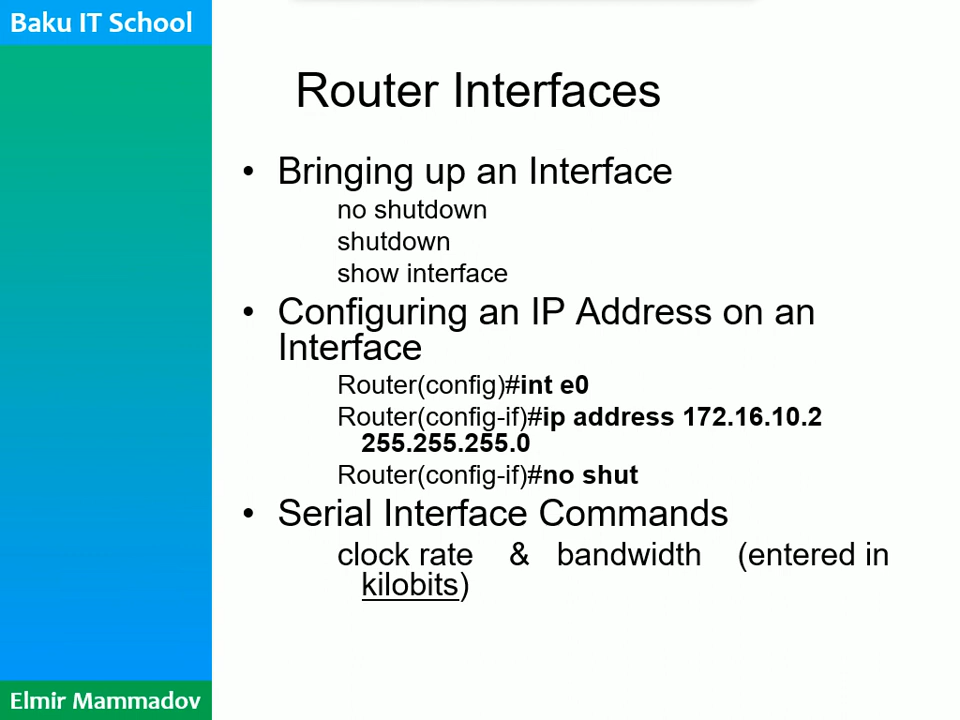 Baku IT School
Router Interfaces
• Bringing up an Interface
no shutdown
shutdown
show interface
• Configuring an IP Address on an
Interface
Router(config)#int e0
Router(config-if)#ip address 172.16.10.2
255.255.255.0
Router(config-if)#no shut
• Serial Interface Commands
clock rate & bandwidth (entered in
kilobits)
Elmir Mammadov